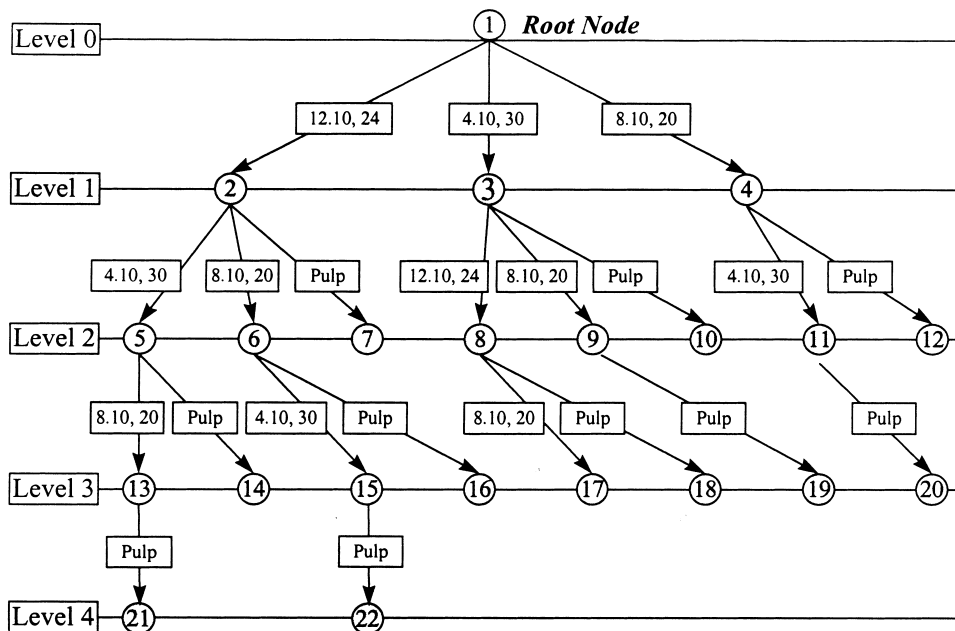 1 Root Node
Level 0
12.10, 24 4.10, 30 8.10, 20
Level 1 2 3 4
4.10, 30 8.10, 20 Pulp 12.10, 24 8.10, 20 Pulp 4.10, 30 Pulp
Level 2 5 6 7 8 9 10 11 12
8.10, 20 Pulp 4.10, 30 Pulp 8.10, 20 Pulp Pulp Pulp
Level 3 13 14 15 16 17 18 19 20
Pulp Pulp
Level 4 21 22